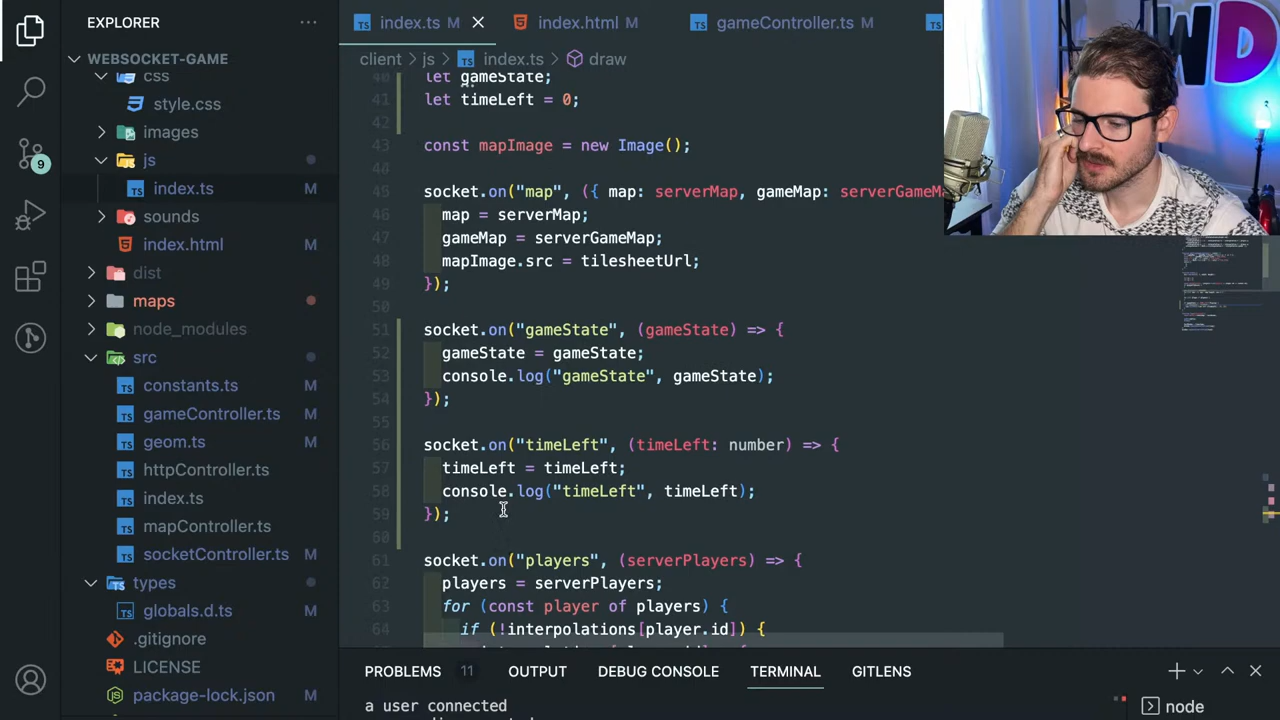 EXPLORER
WEBSOCKET-GAME
css
style.css
images
js
index.ts M
sounds
index.html
dist
maps
node_modules
src
constants.ts M
gameController.ts M
geom.ts M
httpController.ts
index.ts
mapController.ts
socketController.ts M
types
globals.d.ts M
.gitignore
LICENSE
package-lock.json M
9
index.ts M
index.html M
gameController.ts M
client > js > index.ts > draw
40 let gameState;
41 let timeLeft = 0;
42
43 const mapImage = new Image();
45 socket.on("map", ({ map: serverMap, gameMap: serverGameMa
46 map = serverMap;
47 gameMap = serverGameMap;
48 mapImage.src = tilesheetUrl;
49 });
50
51 socket.on("gameState", (gameState) => {
52 gameState = gameState;
53 console.log("gameState", gameState);
54 });
55
56 socket.on("timeLeft", (timeLeft: number) => {
57 timeLeft = timeLeft;
58 console.log("timeLeft", timeLeft);
59 });
60
61 socket.on("players", (serverPlayers) => {
62 players = serverPlayers;
63 for (const player of players) {
64 if (!interpolations[player.id]) {
PROBLEMS 11 OUTPUT DEBUG CONSOLE TERMINAL GITLENS
a user connected
node
WD